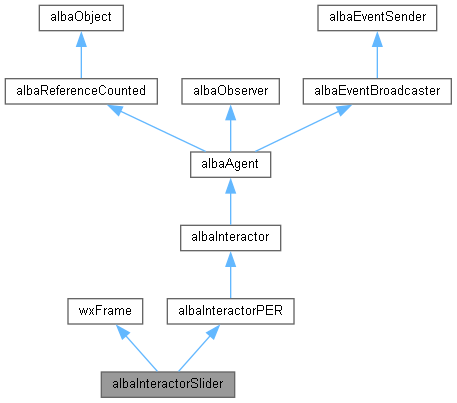 albaObject
albaEventSender
albaReferenceCounted
albaObserver
albaEventBroadcaster
albaAgent
albaInteractor
wxFrame
albaInteractorPER
albaInteractorSlider